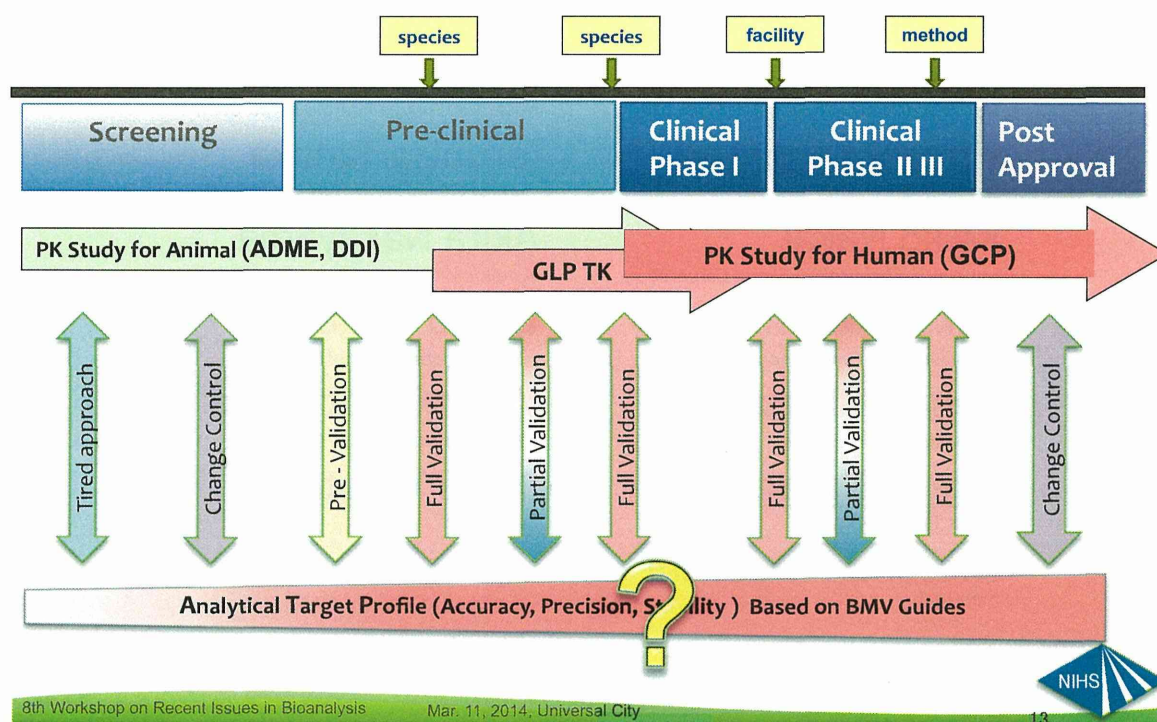 species
species
facility
method
Screening
Pre-clinical
Clinical
Phase I
Clinical
Phase II III
Post
Approval
PK Study for Animal (ADME, DDI)
GLP TK
PK Study for Human (GCP)
Tired approach
Change Control
Pre - Validation
Full Validation
Partial Validation
Full Validation
Full Validation
Partial Validation
Full Validation
Change Control
Analytical Target Profile (Accuracy, Precision, ) Based on BMV Guides
?
NIHS
8th Workshop on Recent Issues in Bioanalysis
Mar. 11, 2014, Universal City
13